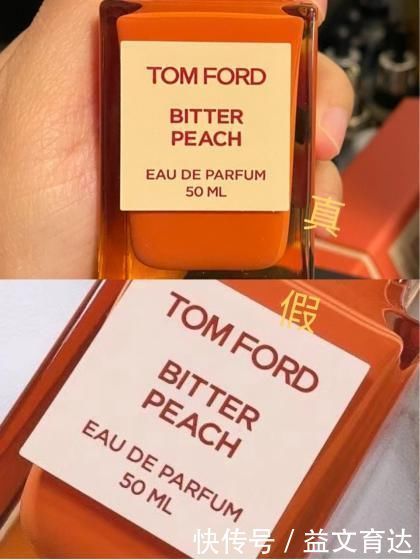 TOM FORD
BITTER
PEACH
EAU DE PARFUM
50 ML
真
假
TOM FORD
BITTER
PEACH
EAU DE PARFUM
50 ML
快传号 / 益文育达